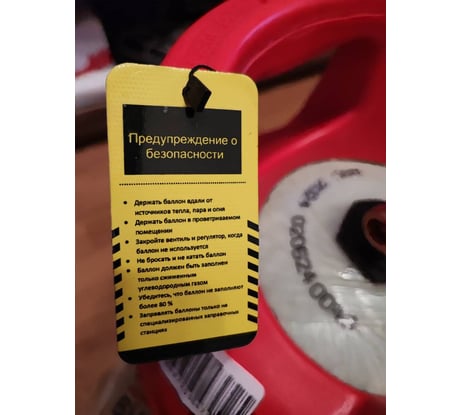 Предупреждение о
безопасности
• Держать баллон вдали от
источников тепла, пара и огня
• Держать баллон в проветриваемом
помещении
• Закройте вентиль и регулятор, когда
баллон не используется
• Не бросать и не катать баллон
• Баллон должен быть заполнен
только сжиженным
углеводородным газом
• Убедитесь, что баллон не заполняют
более 80 %
• Заправлять баллоны только на
специализированных заправочных
станциях